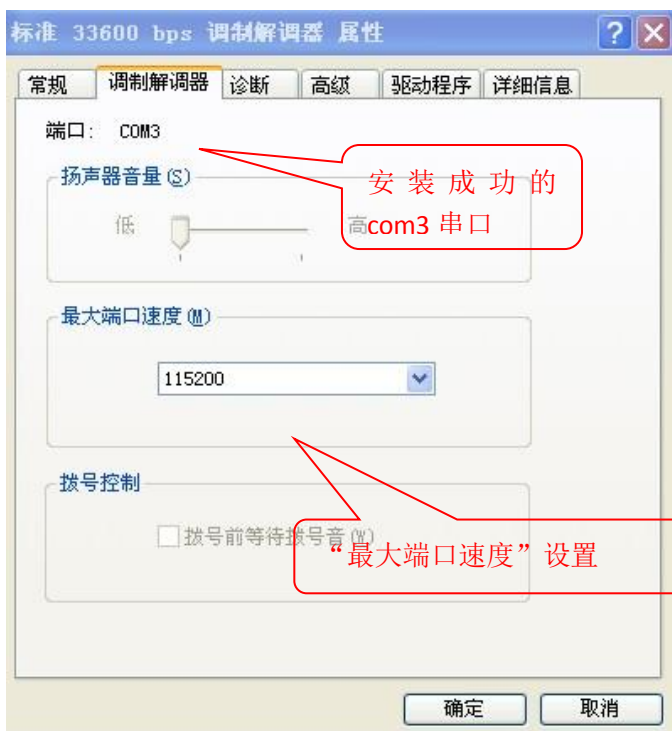 标准 33600 bps 调制解调器 属性
常规 调制解调器 诊断 高级 驱动程序 详细信息
端口: COM3
安装成功的
com3 串口
扬声器音量(S)
低 高
最大端口速度(M)
115200
拨号控制
拨号前等待拨号音(W)
“最大端口速度”设置
确定 取消